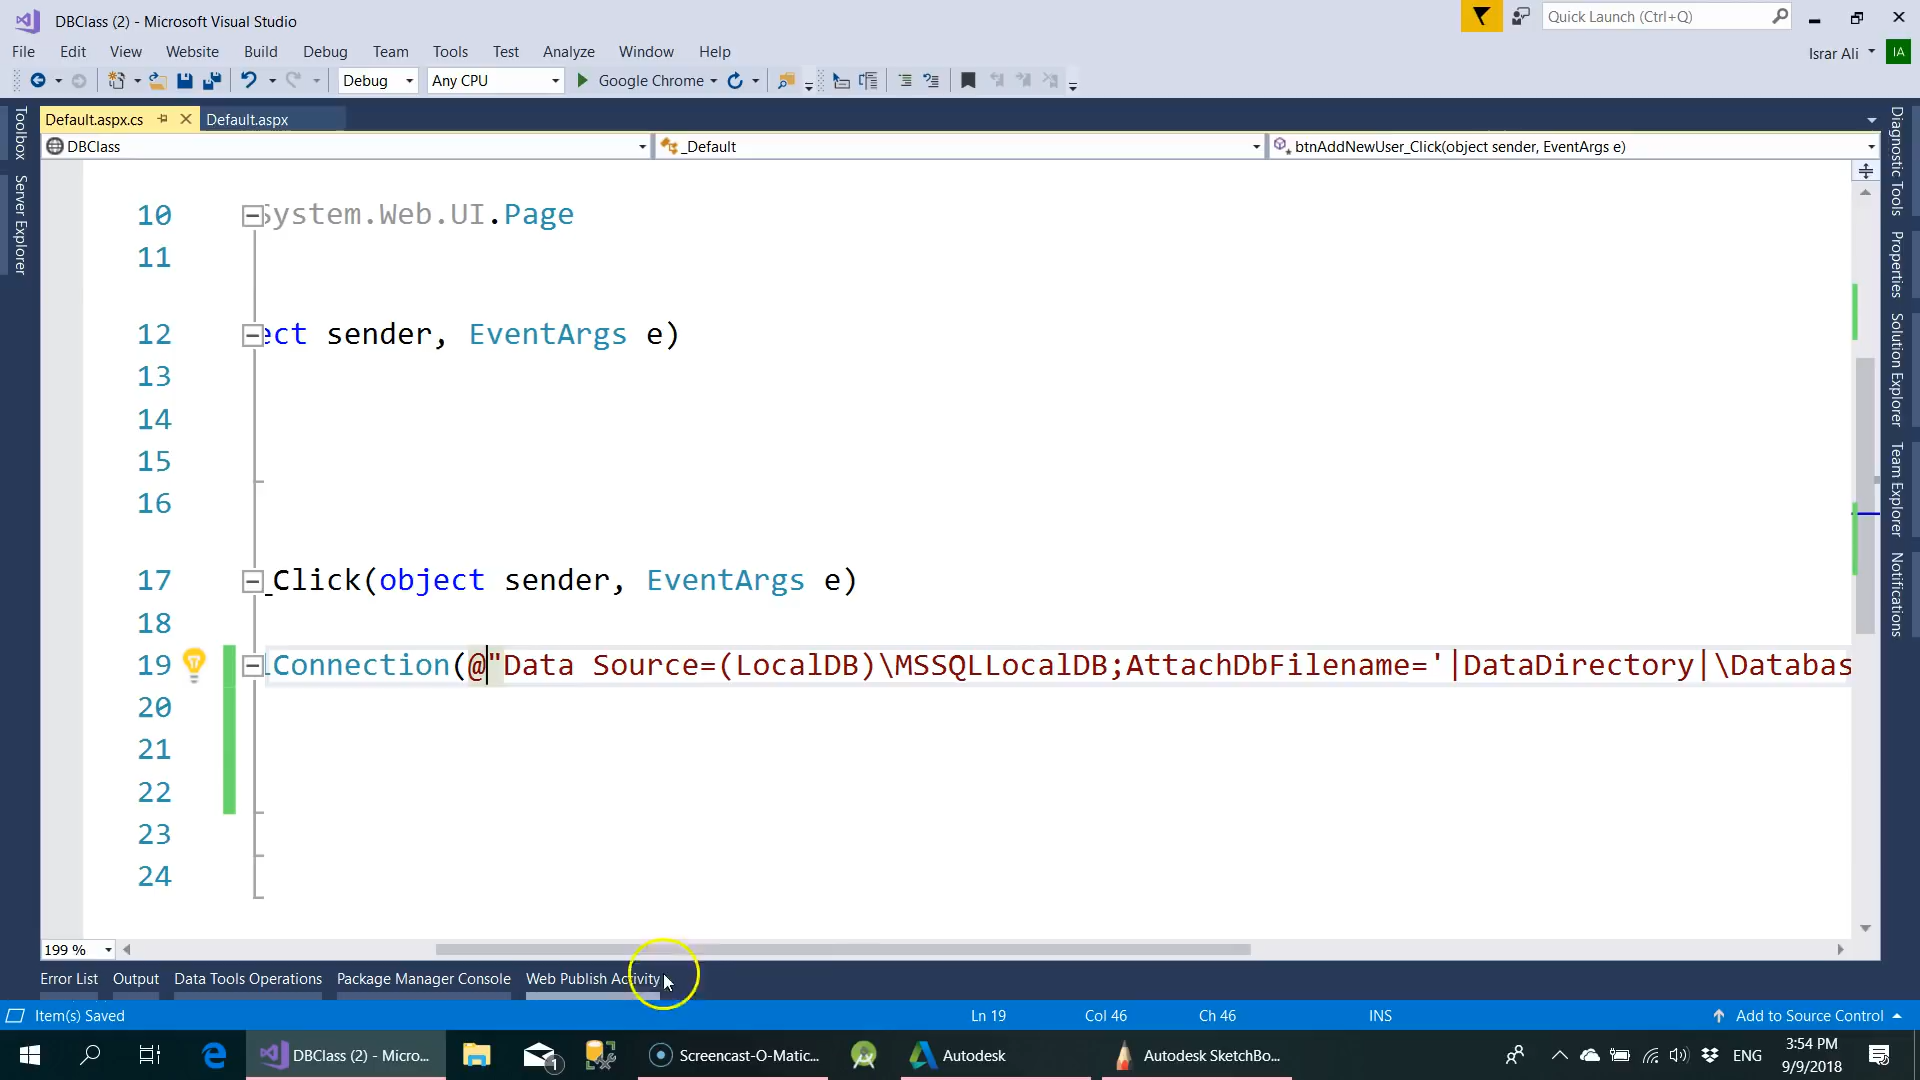 DBClass (2) - Microsoft Visual Studio
Quick Launch (Ctrl+Q)
File Edit View Website Build Debug Team Tools Test Analyze Window Help
Israr Ali IA
Debug Any CPU Google Chrome
Default.aspx.cs Default.aspx
DBClass _Default btnAddNewUser_Click(object sender, EventArgs e)
Toolbox
Server Explorer
Diagnostic Tools
Properties
Solution Explorer
Team Explorer
Notifications
10 System.Web.UI.Page
11
12 ect sender, EventArgs e)
13
14
15
16
17 _Click(object sender, EventArgs e)
18
19 Connection(@"Data Source=(LocalDB)\MSSQLLocalDB;AttachDbFilename='|DataDirectory|\Databas
20
21
22
23
24
199 %
Error List Output Data Tools Operations Package Manager Console Web Publish Activity
Item(s) Saved Ln 19 Col 46 Ch 46 INS Add to Source Control
DBClass (2) - Micro... 1 Screencast-O-Matic... Autodesk Autodesk SketchBo... ENG
3:54 PM
9/9/2018